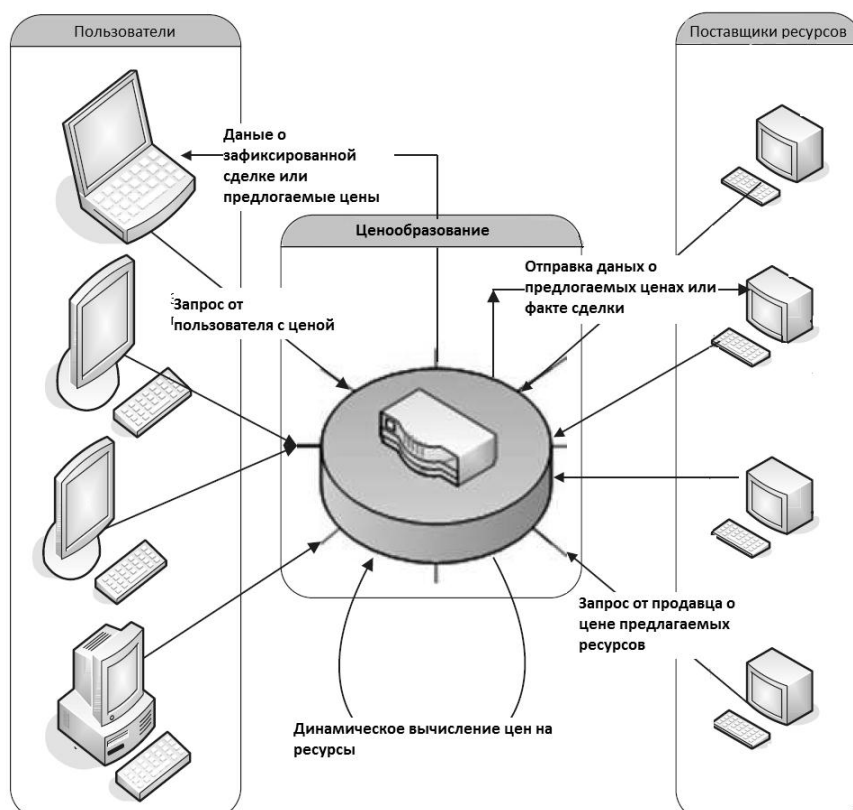 Пользователи
Поставщики ресурсов
Даные о
зафиксированной
сделке или
предлогаемые цены
Ценообразование
Отправка даных о
предлогаемых ценах или
факте сделки
Запрос от
пользователя с ценой
Запрос от продавца о
цене предлагаемых
ресурсов
Динамическое вычисление цен на
ресурсы